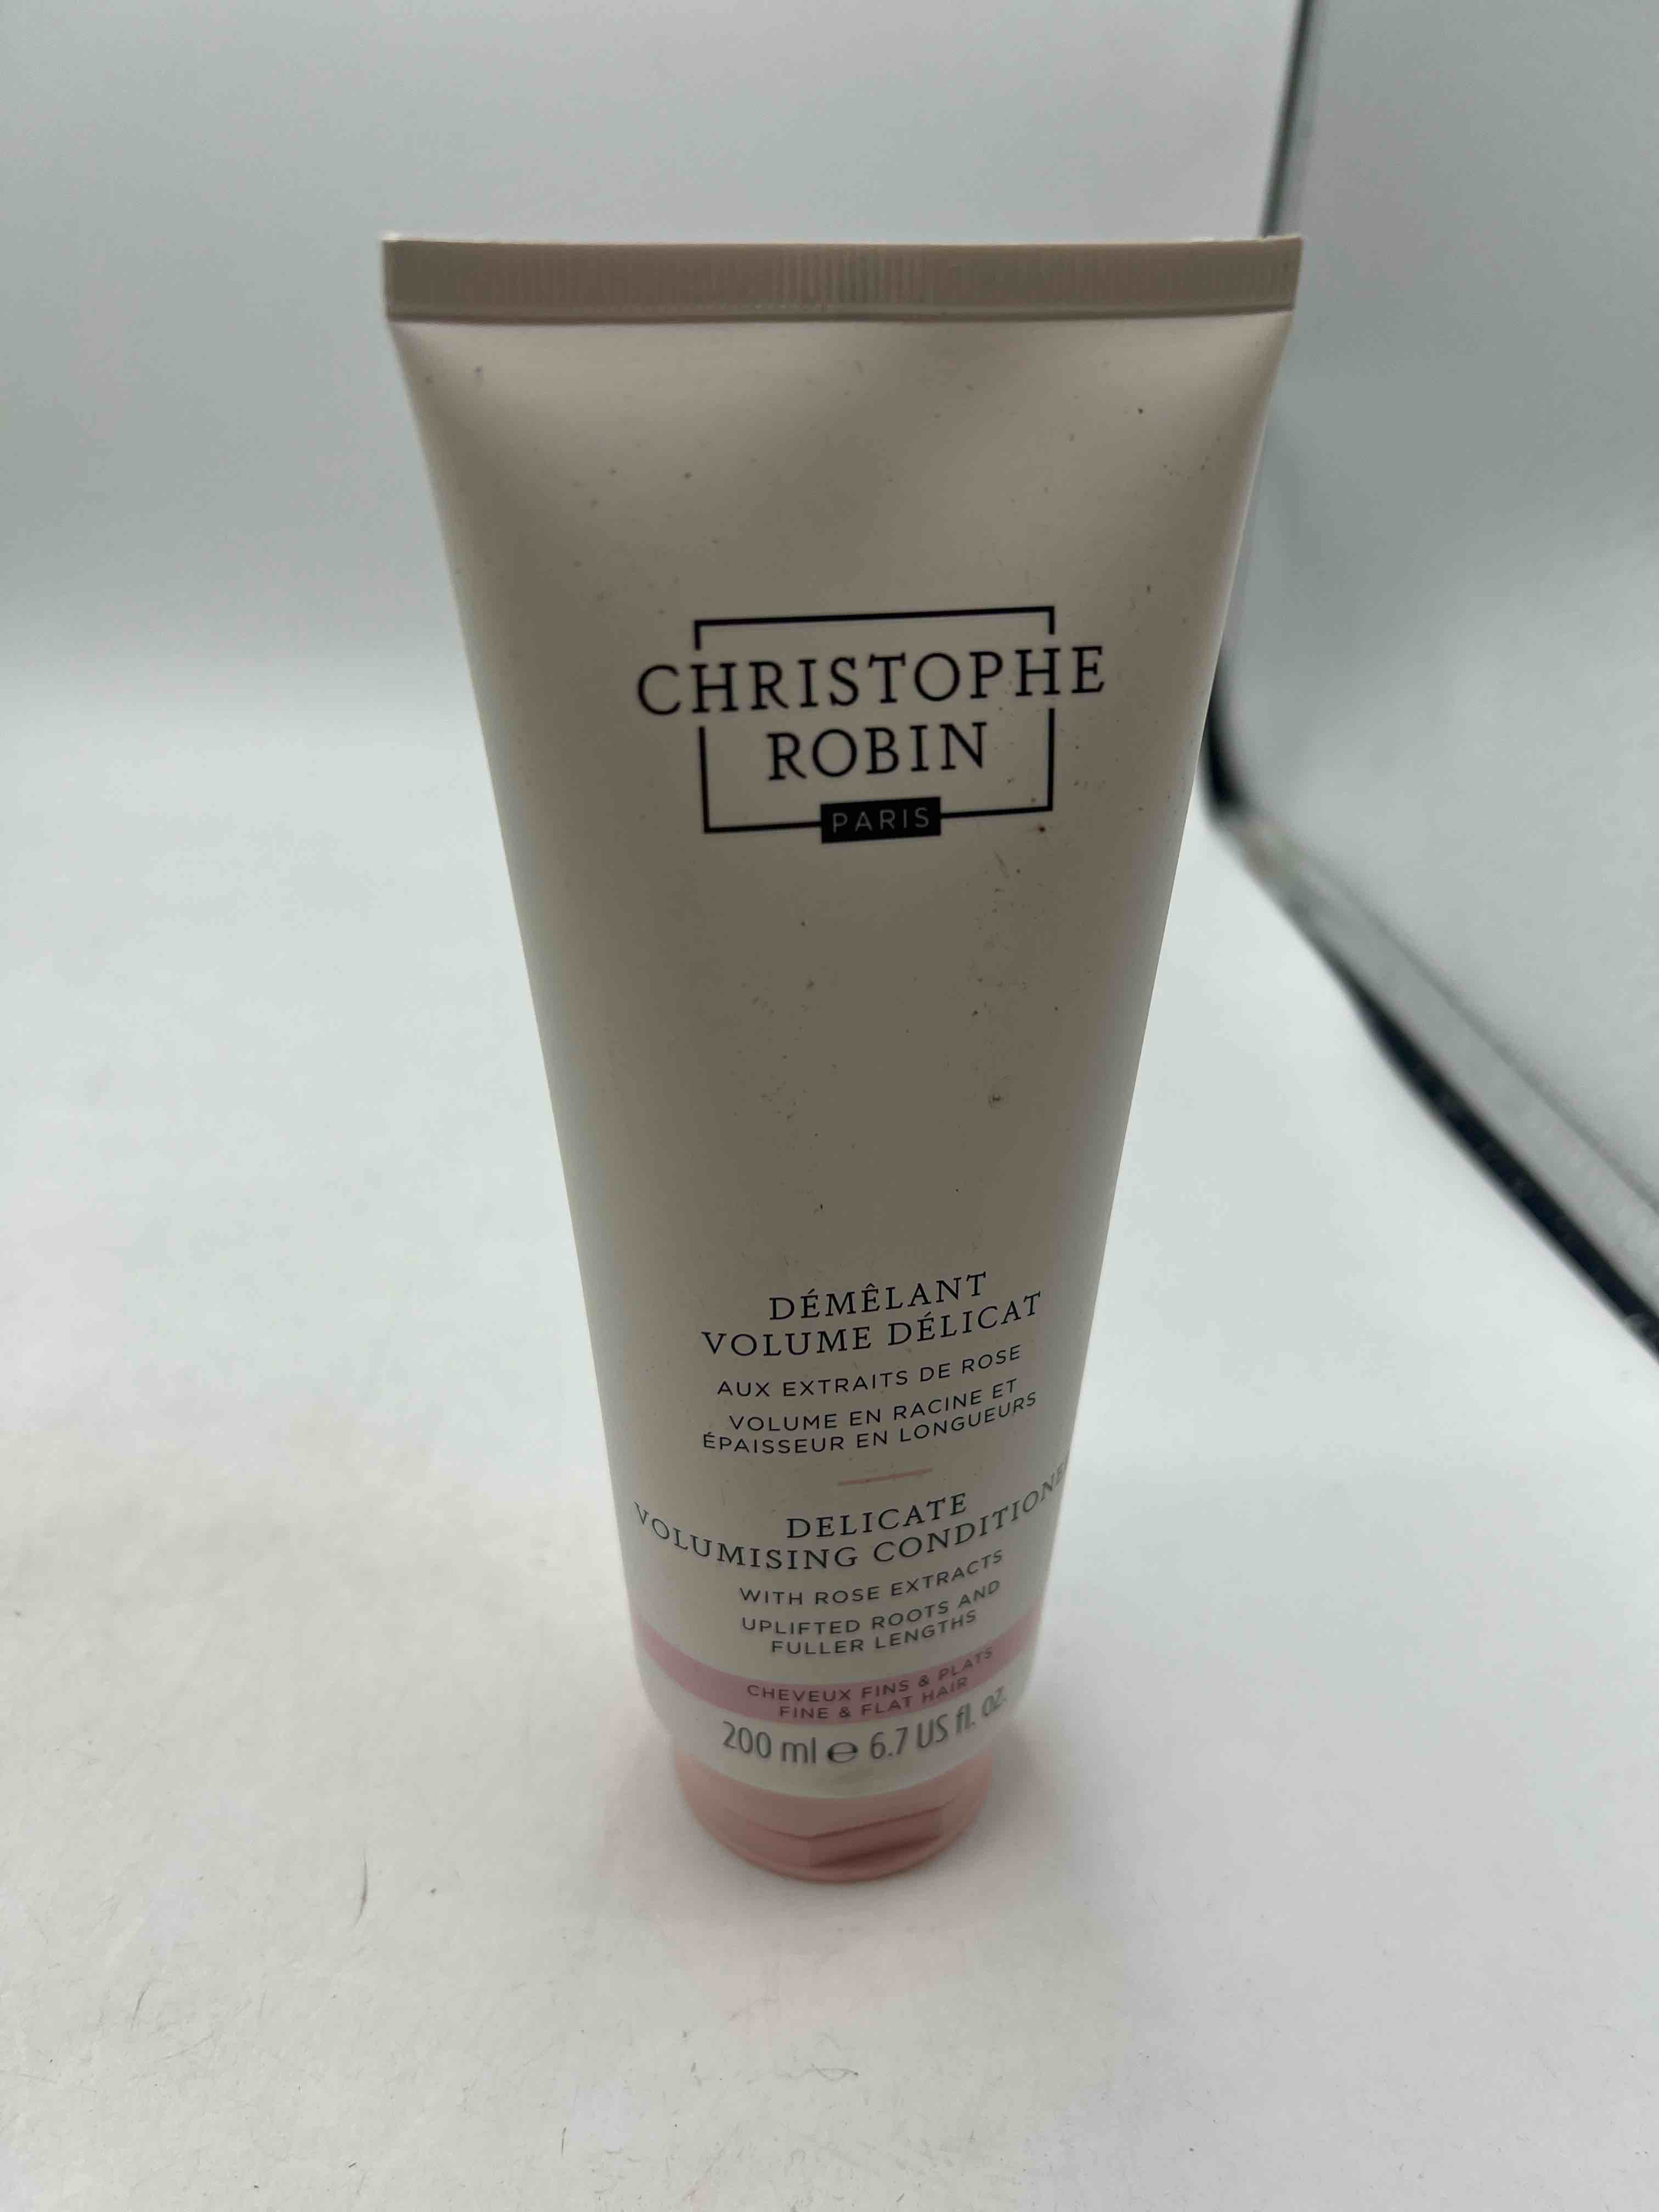 CHRISTOPHE
ROBIN
PARIS
DÉMÊLANT
VOLUME DÉLICAT
AUX EXTRAITS DE ROSE
VOLUME EN RACINE ET
ÉPAISSEUR EN LONGUEURS
DELICATE
VOLUMISING CONDITIONE
WITH ROSE EXTRACTS
UPLIFTED ROOTS AND
FULLER LENGTHS
CHEVEUX FINS & PLATS
FINE & FLAT HAIR
200 ml ℮ 6.7 US fl. oz.